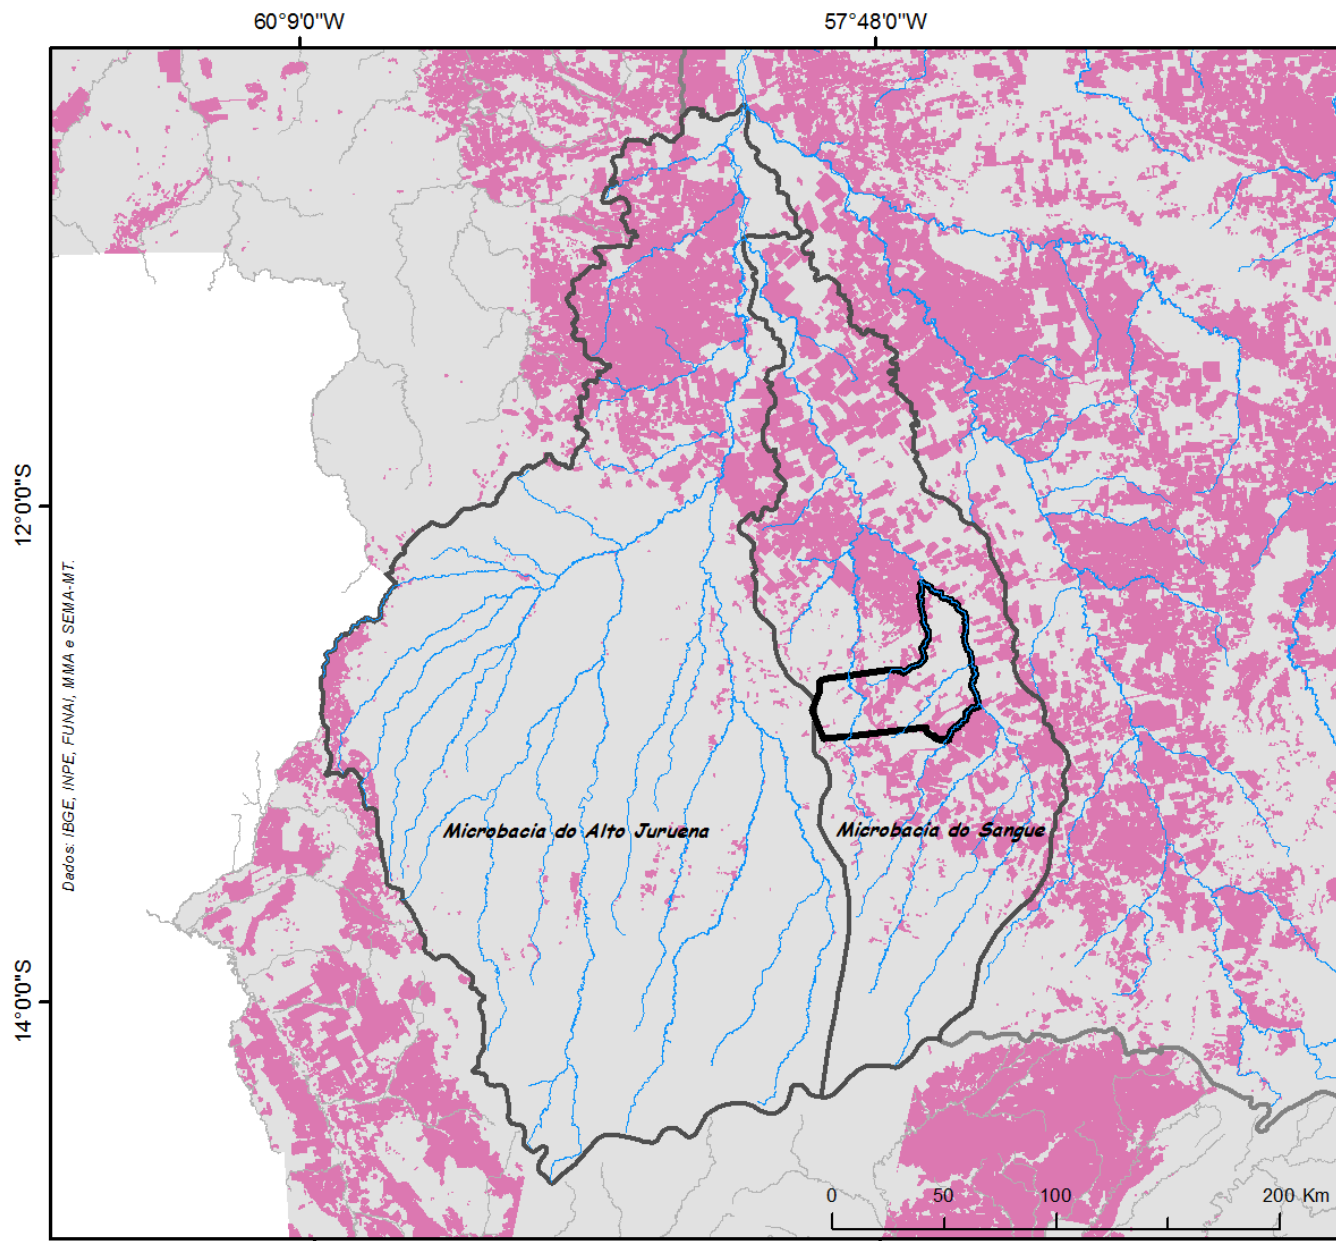 60°9'0"W
57°48'0"W
12°0'0"S
14°0'0"S
Dados: IBGE, INPE, FUNAI, MMA e SEMA-MT.
Microbacia do Alto Juruena
Microbacia do Sangue
0 50 100 200 Km